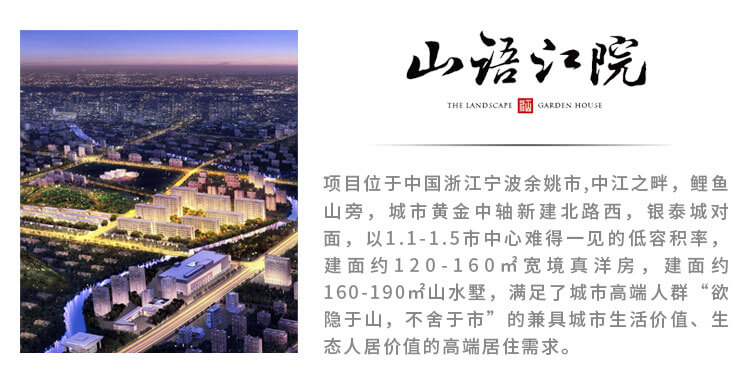 山语江院
THE LANDSCAPE GARDEN HOUSE
项目位于中国浙江宁波余姚市,中江之畔，鲤鱼
山旁，城市黄金中轴新建北路西，银泰城对
面，以1.1-1.5市中心难得一见的低容积率，
建面约120-160㎡宽境真洋房，建面约
160-190㎡山水墅，满足了城市高端人群“欲
隐于山，不舍于市”的兼具城市生活价值、生
态人居价值的高端居住需求。